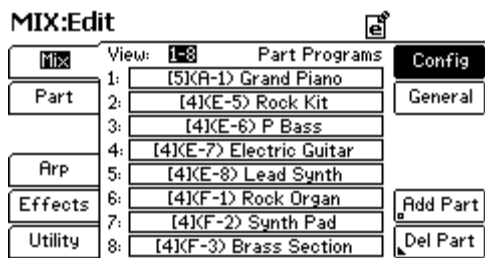 MIX:Edit
e
Mix
View: 1-8 Part Programs
Config
1: [5](A-1) Grand Piano
Part
2: [4](E-5) Rock Kit
General
3: [4](E-6) P Bass
4: [4](E-7) Electric Guitar
Arp
5: [4](E-8) Lead Synth
Effects
6: [4](F-1) Rock Organ
Add Part
7: [4](F-2) Synth Pad
Utility
8: [4](F-3) Brass Section
Del Part